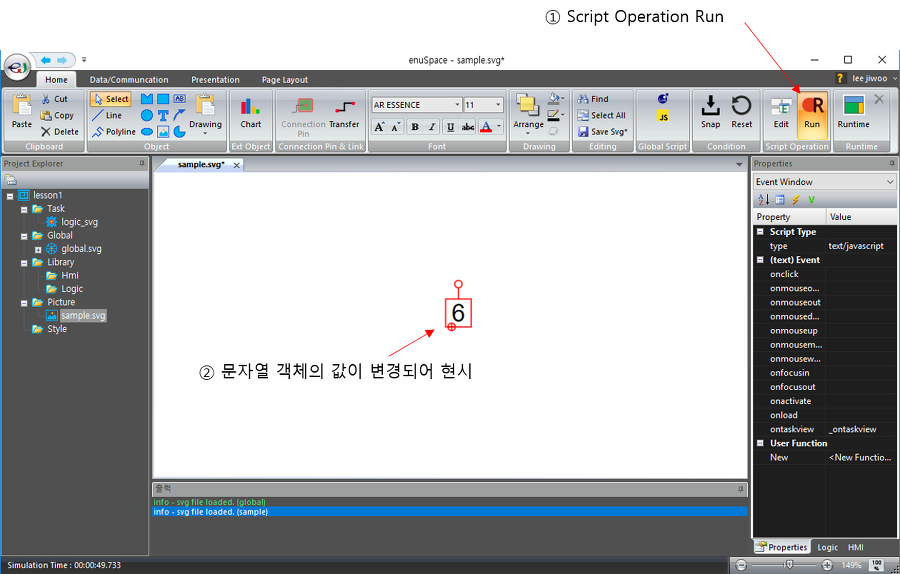 ① Script Operation Run
enuSpace - sample.svg*
Home Data/Communcation Presentation Page Layout
? lee jiwoo
Paste
Cut
Copy
Delete
Clipboard
Select
Line
Polyline
AB
Drawing
Object
Chart
Ext Object
Connection Pin
Transfer
Connection Pin & Link
AR ESSENCE 11
A A B I U abc A
Font
Arrange
Drawing
Find
Select All
Save Svg*
Editing
JS
Global Script
Snap Reset
Condition
Edit Run
Script Operation
Runtime
Runtime
Project Explorer
lesson1
Task
logic_svg
Global
global.svg
Library
Hmi
Logic
Picture
sample.svg
Style
sample.svg*
6
② 문자열 객체의 값이 변경되어 현시
출력
info - svg file loaded. (global)
info - svg file loaded. (sample)
Properties
Event Window
Property Value
Script Type
type text/javascript
(text) Event
onclick
onmouseo...
onmouseout
onmoused...
onmouseup
onmousem...
onmousew...
onfocusin
onfocusout
onactivate
onload
ontaskview _ontaskview
User Function
New <New Functio...
Properties Logic HMI
Simulation Time : 00:00:49.733
149% 100 %